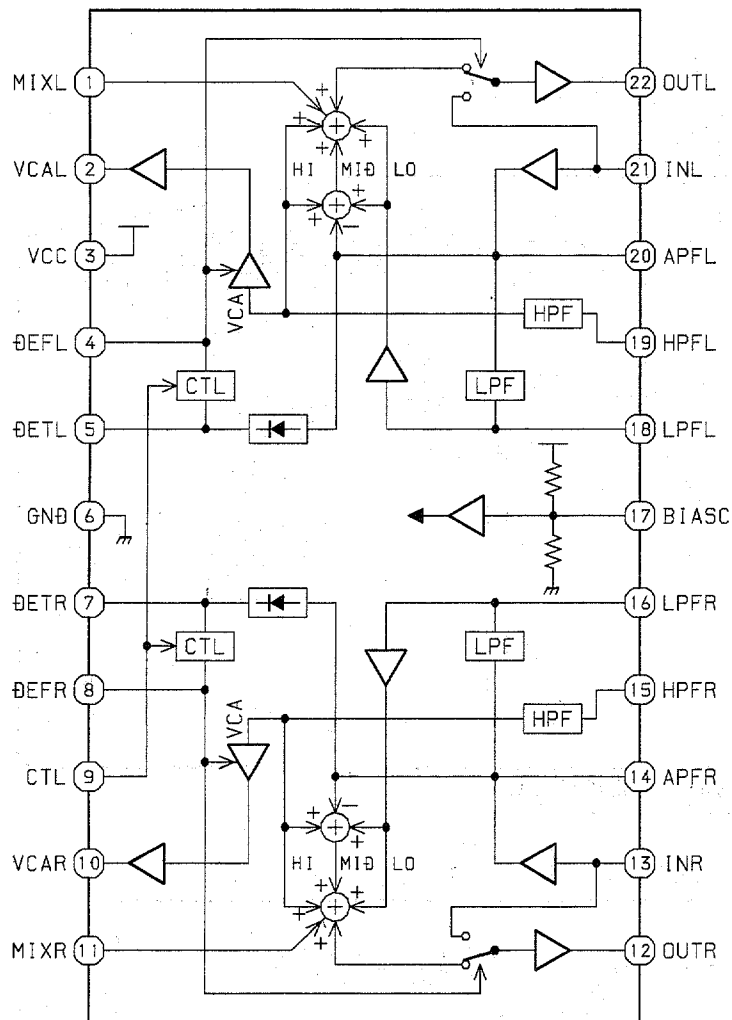 MIXL 1
22 OUTL
HI MID LO
VCAL 2
21 INL
VCC 3
20 APFL
VCA
HPF
DEFL 4
19 HPFL
CTL
LPF
DETL 5
18 LPFL
GND 6
17 BIASC
DETR 7
16 LPFR
CTL
LPF
DEFR 8
15 HPFR
VCA
HPF
CTL 9
14 APFR
VCAR 10
HI MID LO
13 INR
MIXR 11
12 OUTR